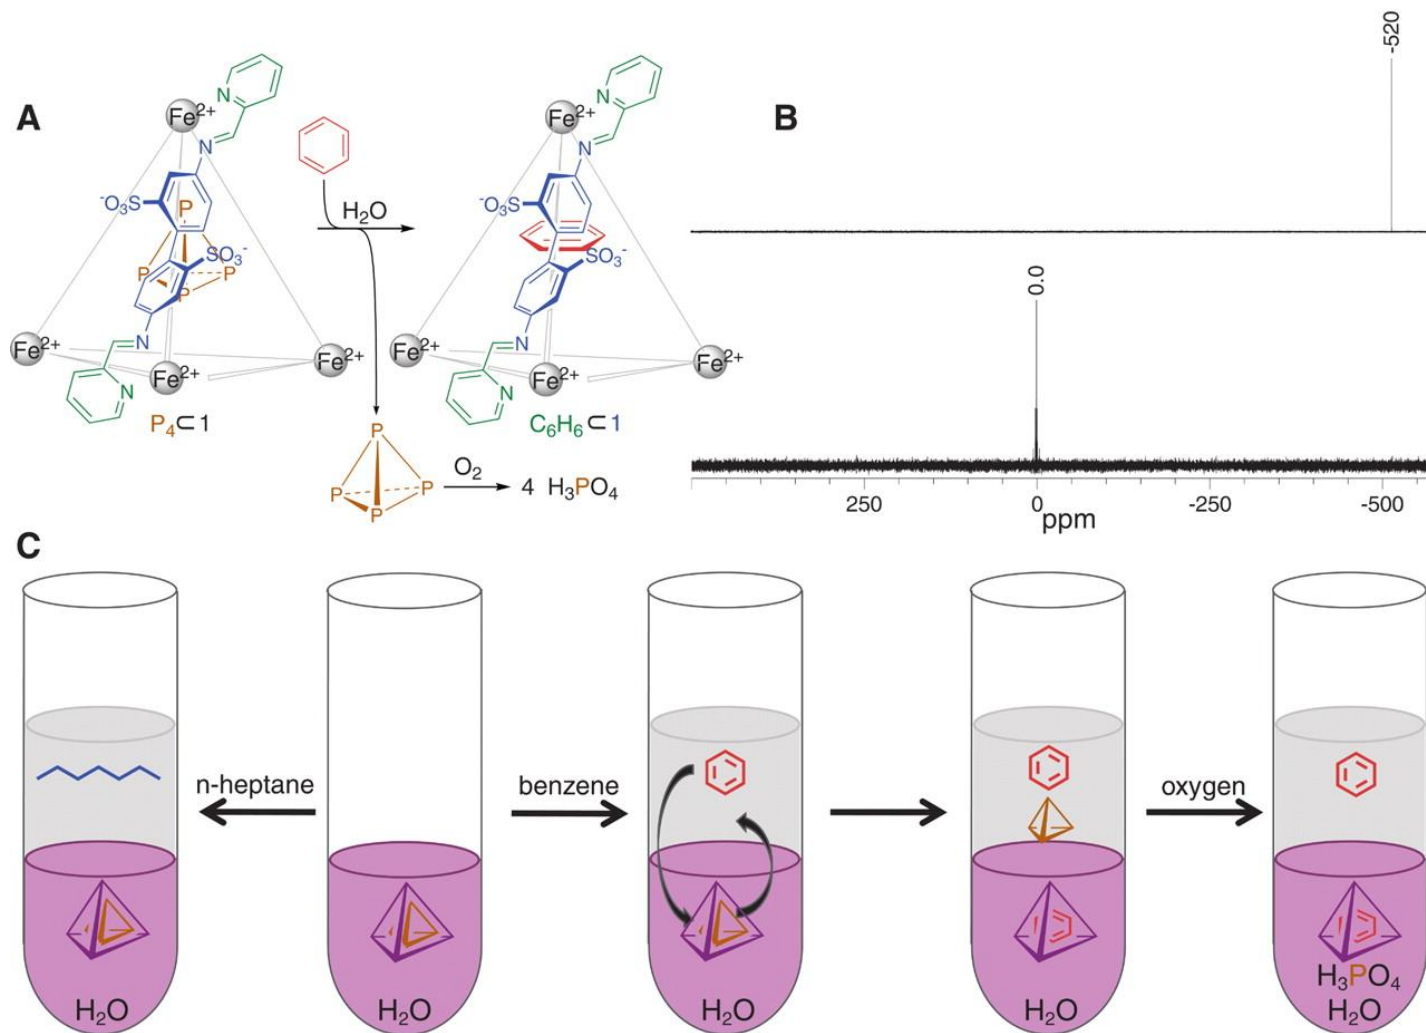 A
Fe²⁺
N
N
⁻O₃S
P
SO₃⁻
P
P
P
N
N
Fe²⁺
Fe²⁺
Fe²⁺
P₄⊂1
H₂O
Fe²⁺
N
N
⁻O₃S
SO₃⁻
N
N
Fe²⁺
Fe²⁺
Fe²⁺
C₆H₆⊂1
P
P
P
P
O₂
4 H₃PO₄
B
-520
0.0
250
0
-250
-500
ppm
C
n-heptane
benzene
oxygen
H₂O
H₂O
H₂O
H₂O
H₃PO₄
H₂O